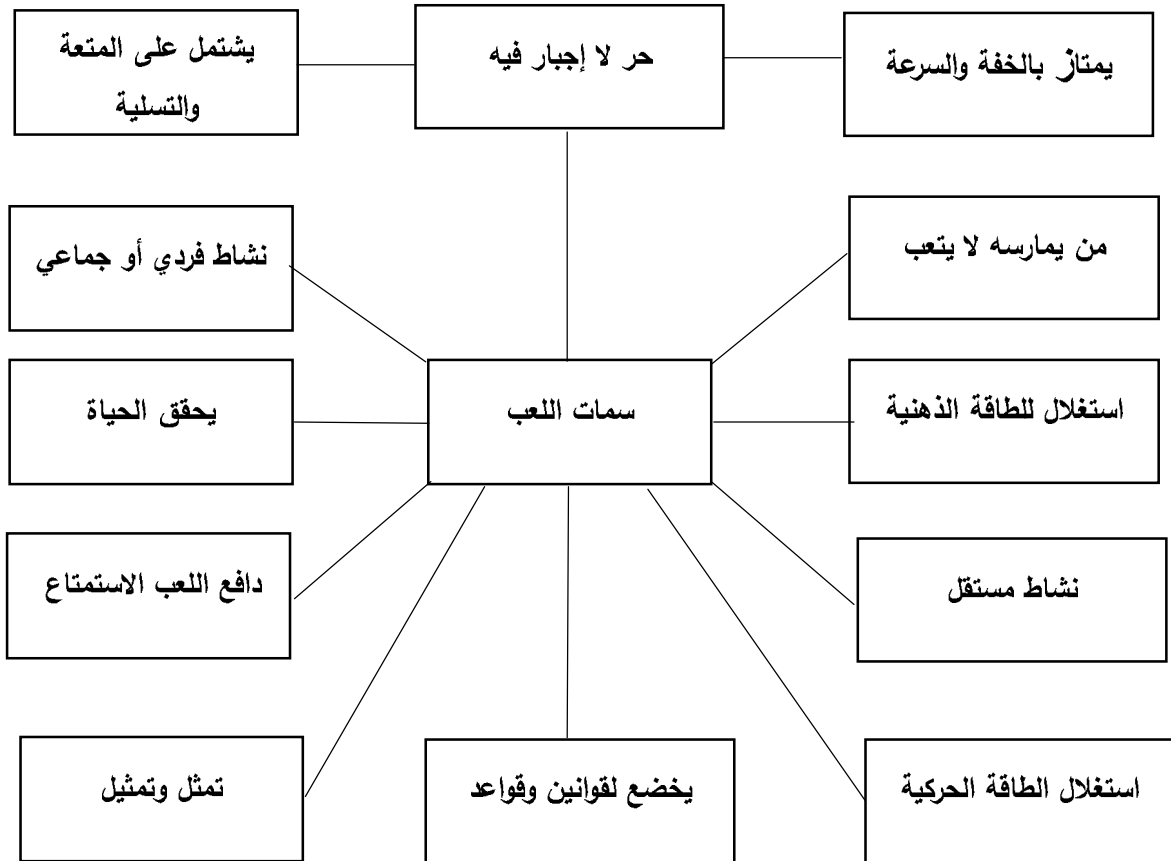 يمتاز بالخفة والسرعة
حر لا إجبار فيه
يشتمل على المتعة
والتسلية
من يمارسه لا يتعب
نشاط فردي أو جماعي
استغلال للطاقة الذهنية
سمات اللعب
يحقق الحياة
نشاط مستقل
دافع اللعب الاستمتاع
استغلال الطاقة الحركية
يخضع لقوانين وقواعد
تمثل وتمثيل